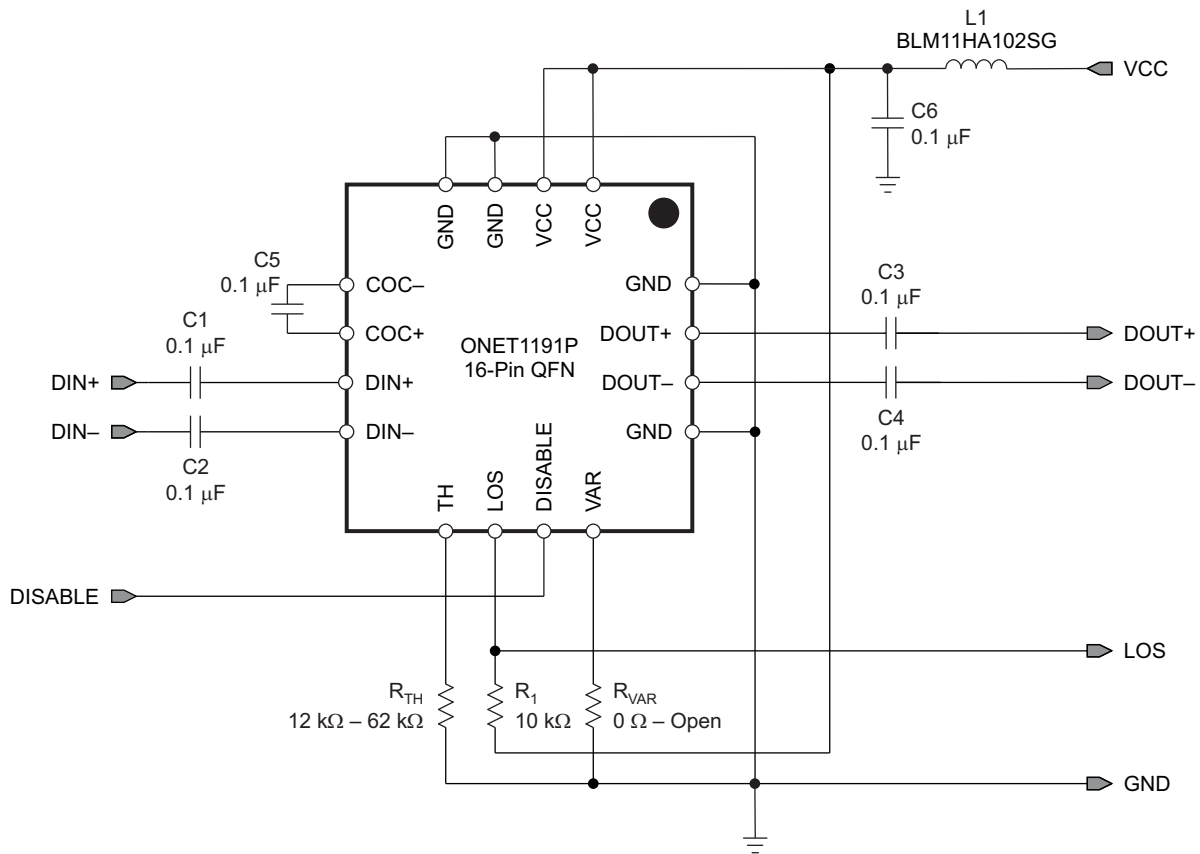 L1
BLM11HA102SG
VCC
C6
0.1 μF
GND
GND
VCC
VCC
C5
0.1 μF
COC–
COC+
C1
0.1 μF
DIN+
DIN+
DIN–
DIN–
C2
0.1 μF
ONET1191P
16-Pin QFN
GND
DOUT+
DOUT–
GND
C3
0.1 μF
DOUT+
DOUT–
C4
0.1 μF
TH
LOS
DISABLE
VAR
DISABLE
LOS
RTH
12 kΩ – 62 kΩ
R1
10 kΩ
RVAR
0 Ω – Open
GND